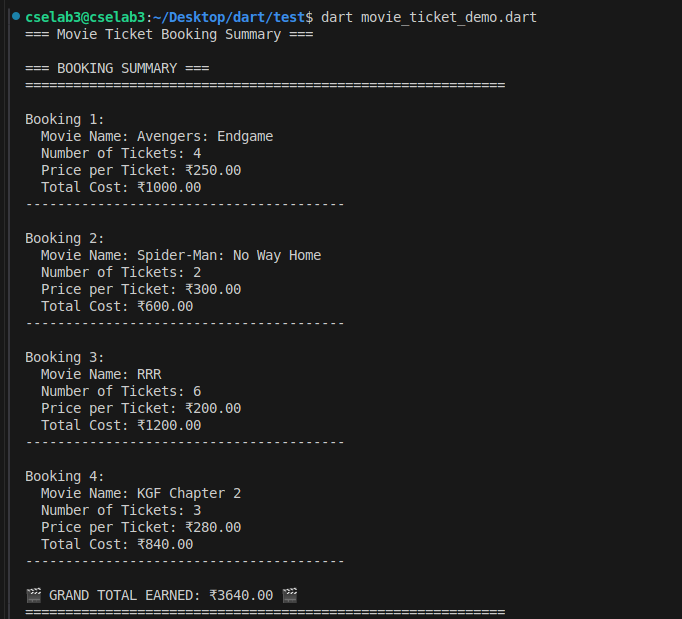 cselab3@cselab3:~/Desktop/dart/test$ dart movie_ticket_demo.dart
=== Movie Ticket Booking Summary ===
=== BOOKING SUMMARY ===
============================================================
Booking 1:
Movie Name: Avengers: Endgame
Number of Tickets: 4
Price per Ticket: ₹250.00
Total Cost: ₹1000.00
----------------------------------------
Booking 2:
Movie Name: Spider-Man: No Way Home
Number of Tickets: 2
Price per Ticket: ₹300.00
Total Cost: ₹600.00
----------------------------------------
Booking 3:
Movie Name: RRR
Number of Tickets: 6
Price per Ticket: ₹200.00
Total Cost: ₹1200.00
----------------------------------------
Booking 4:
Movie Name: KGF Chapter 2
Number of Tickets: 3
Price per Ticket: ₹280.00
Total Cost: ₹840.00
----------------------------------------
🎬 GRAND TOTAL EARNED: ₹3640.00 🎬
============================================================